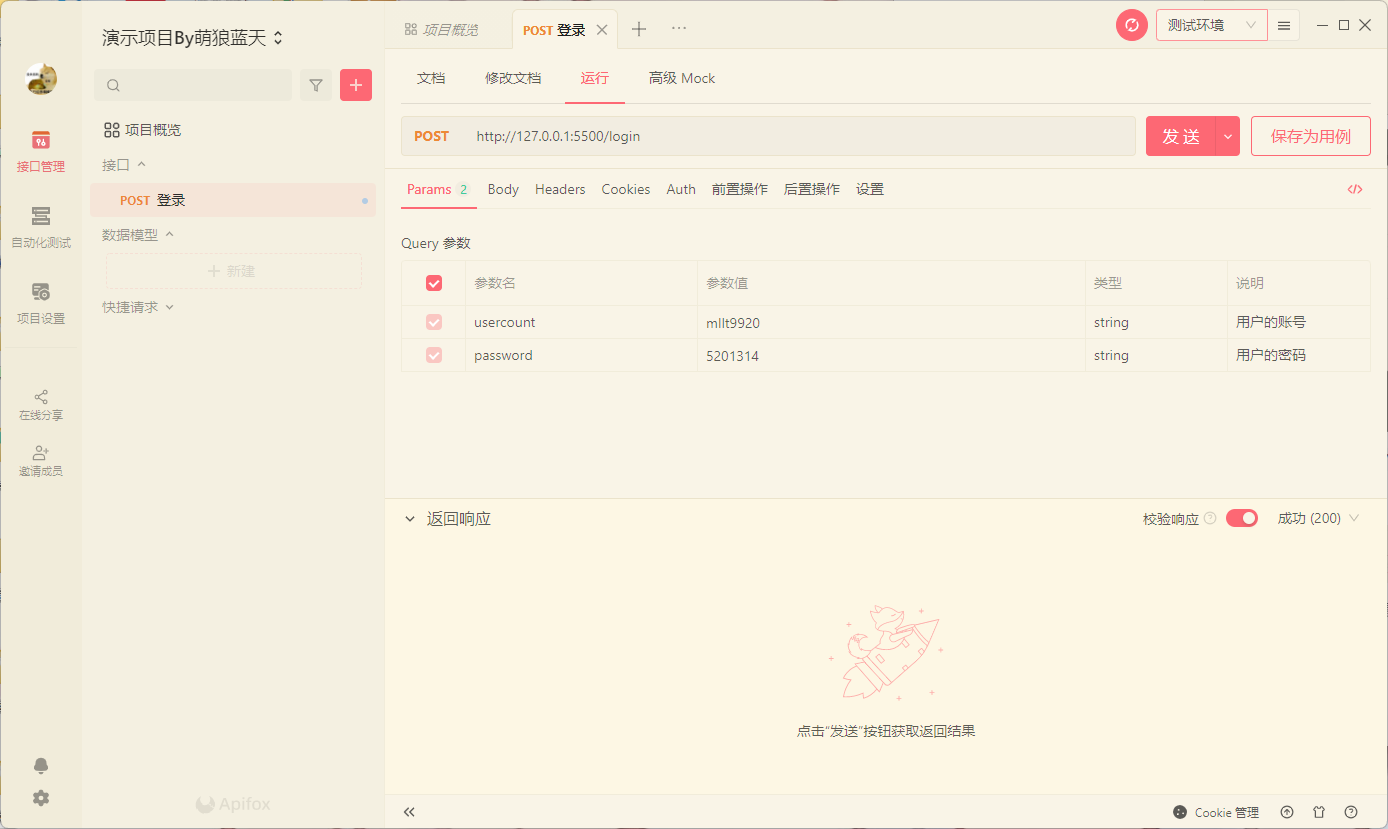 演示项目By萌狼蓝天
项目概览
POST 登录
测试环境
接口管理
自动化测试
项目设置
在线分享
邀请成员
项目概览
接口
POST 登录
数据模型
新建
快捷请求
Apifox
文档 修改文档 运行 高级 Mock
POST http://127.0.0.1:5500/login
发 送
保存为用例
Params 2 Body Headers Cookies Auth 前置操作 后置操作 设置
Query 参数
参数名 参数值 类型 说明
usercount mllt9920 string 用户的账号
password 5201314 string 用户的密码
返回响应
校验响应 成功 (200)
点击“发送”按钮获取返回结果
Cookie 管理